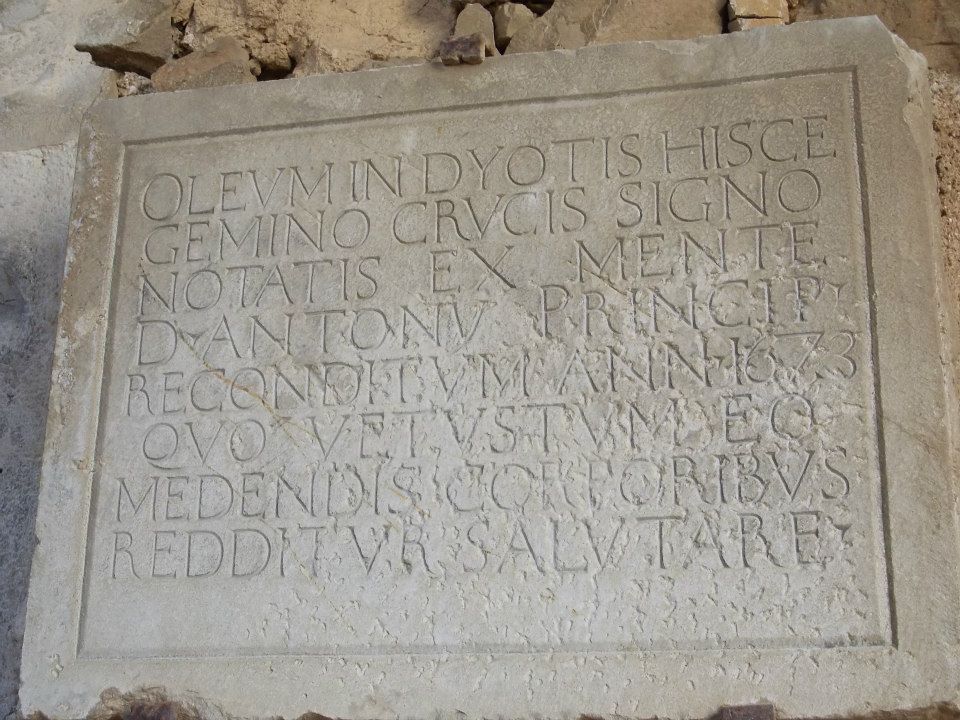 OLEVM IN DYOTIS HISCE
GEMINO CRVCIS SIGNO
NOTATIS EX MENTE
D ANTONV PRINCIP
RECONDITVM ANN 1673
QVO VETVSTVM EO
MEDENDIS CORPORIBVS
REDDITVR SALVTARE